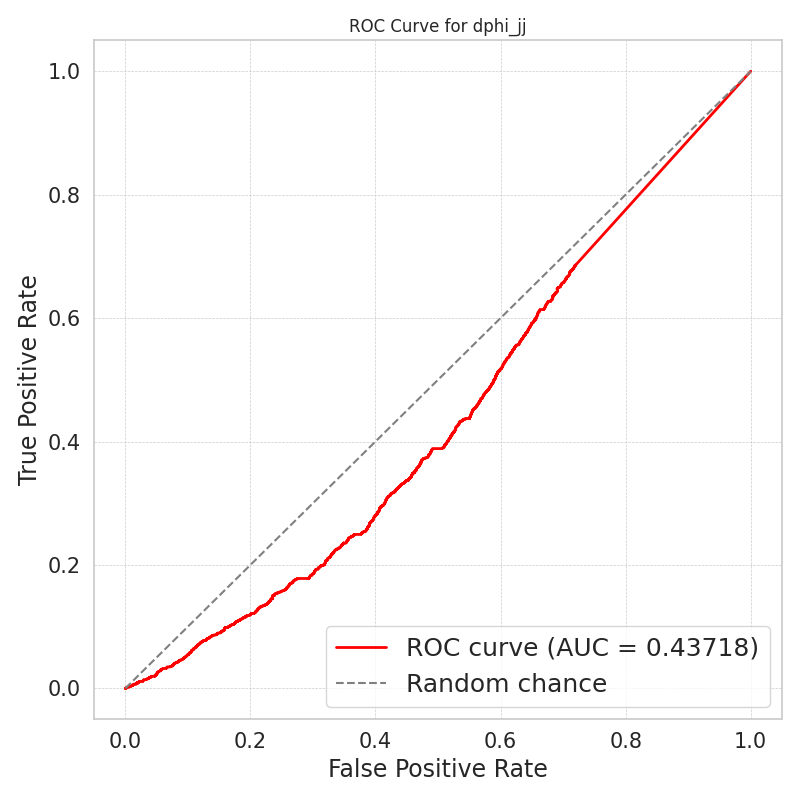 ROC Curve for dphi_jj
1.0
0.8
0.6
0.4
0.2
0.0
True Positive Rate
ROC curve (AUC = 0.43718)
Random chance
0.0 0.2 0.4 0.6 0.8 1.0
False Positive Rate